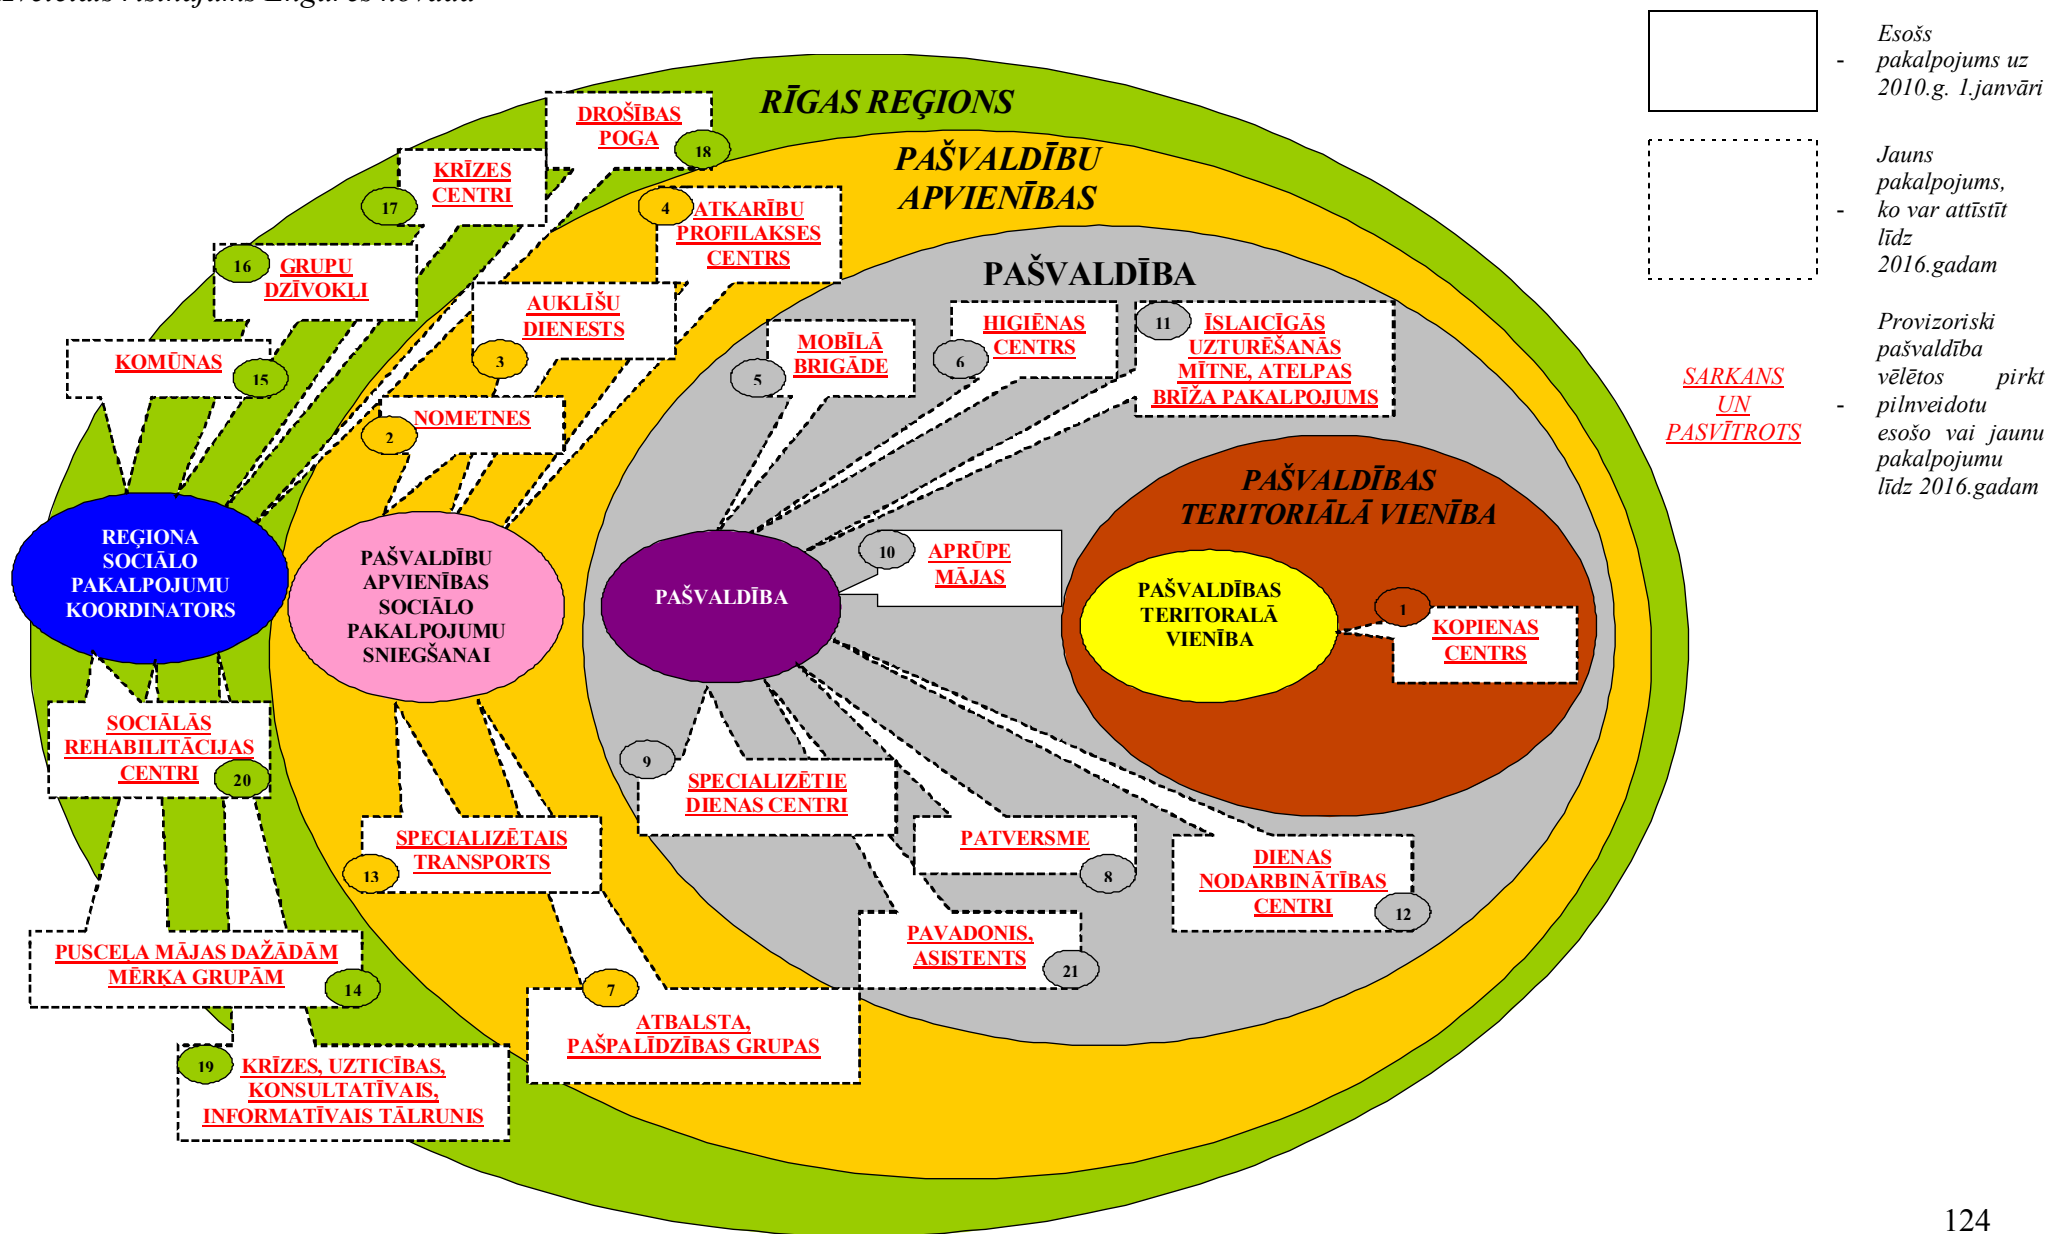 risinājums Engures novadā
RĪGAS REĢIONS
PAŠVALDĪBU
APVIENĪBAS
PAŠVALDĪBA
PAŠVALDĪBAS
TERITORIĀLĀ VIENĪBA
DROŠĪBAS
POGA
18
KRĪZES
CENTRI
17
16
GRUPU
DZĪVOKĻI
KOMŪNAS
15
4
ATKARĪBU
PROFILAKSES
CENTRS
AUKLĪŠU
DIENESTS
3
NOMETNES
2
MOBĪLĀ
BRIGĀDE
5
HIGIĒNAS
CENTRS
6
11
ĪSLAICĪGĀS
UZTURĒŠANĀS
MĪTNE, ATELPAS
BRĪŽA PAKALPOJUMS
REĢIONA
SOCIĀLO
PAKALPOJUMU
KOORDINATORS
PAŠVALDĪBU
APVIENĪBAS
SOCIĀLO
PAKALPOJUMU
SNIEGŠANAI
PAŠVALDĪBA
10
APRŪPE
MĀJAS
PAŠVALDĪBAS
TERITORALĀ
VIENĪBA
1
KOPIENAS
CENTRS
SOCIĀLĀS
REHABILITĀCIJAS
CENTRI
20
9
SPECIALIZĒTIE
DIENAS CENTRI
SPECIALIZĒTAIS
TRANSPORTS
13
PATVERSME
8
DIENAS
NODARBINĀTĪBAS
CENTRI
12
PAVADONIS,
ASISTENTS
21
PUSCEĻA MĀJAS DAŽĀDĀM
MĒRĶA GRUPĀM
14
7
ATBALSTA,
PAŠPALĪDZĪBAS GRUPAS
19
KRĪZES, UZTICĪBAS,
KONSULTATĪVAIS,
INFORMATĪVAIS TĀLRUNIS
-
Esošs
pakalpojums uz
2010.g. 1.janvāri
-
Jauns
pakalpojums,
ko var attīstīt
līdz
2016.gadam
SARKANS
UN
PASVĪTROTS
-
Provizoriski
pašvaldība
vēlētos pirkt
pilnveidotu
esošo vai jaunu
pakalpojumu
līdz 2016.gadam
124